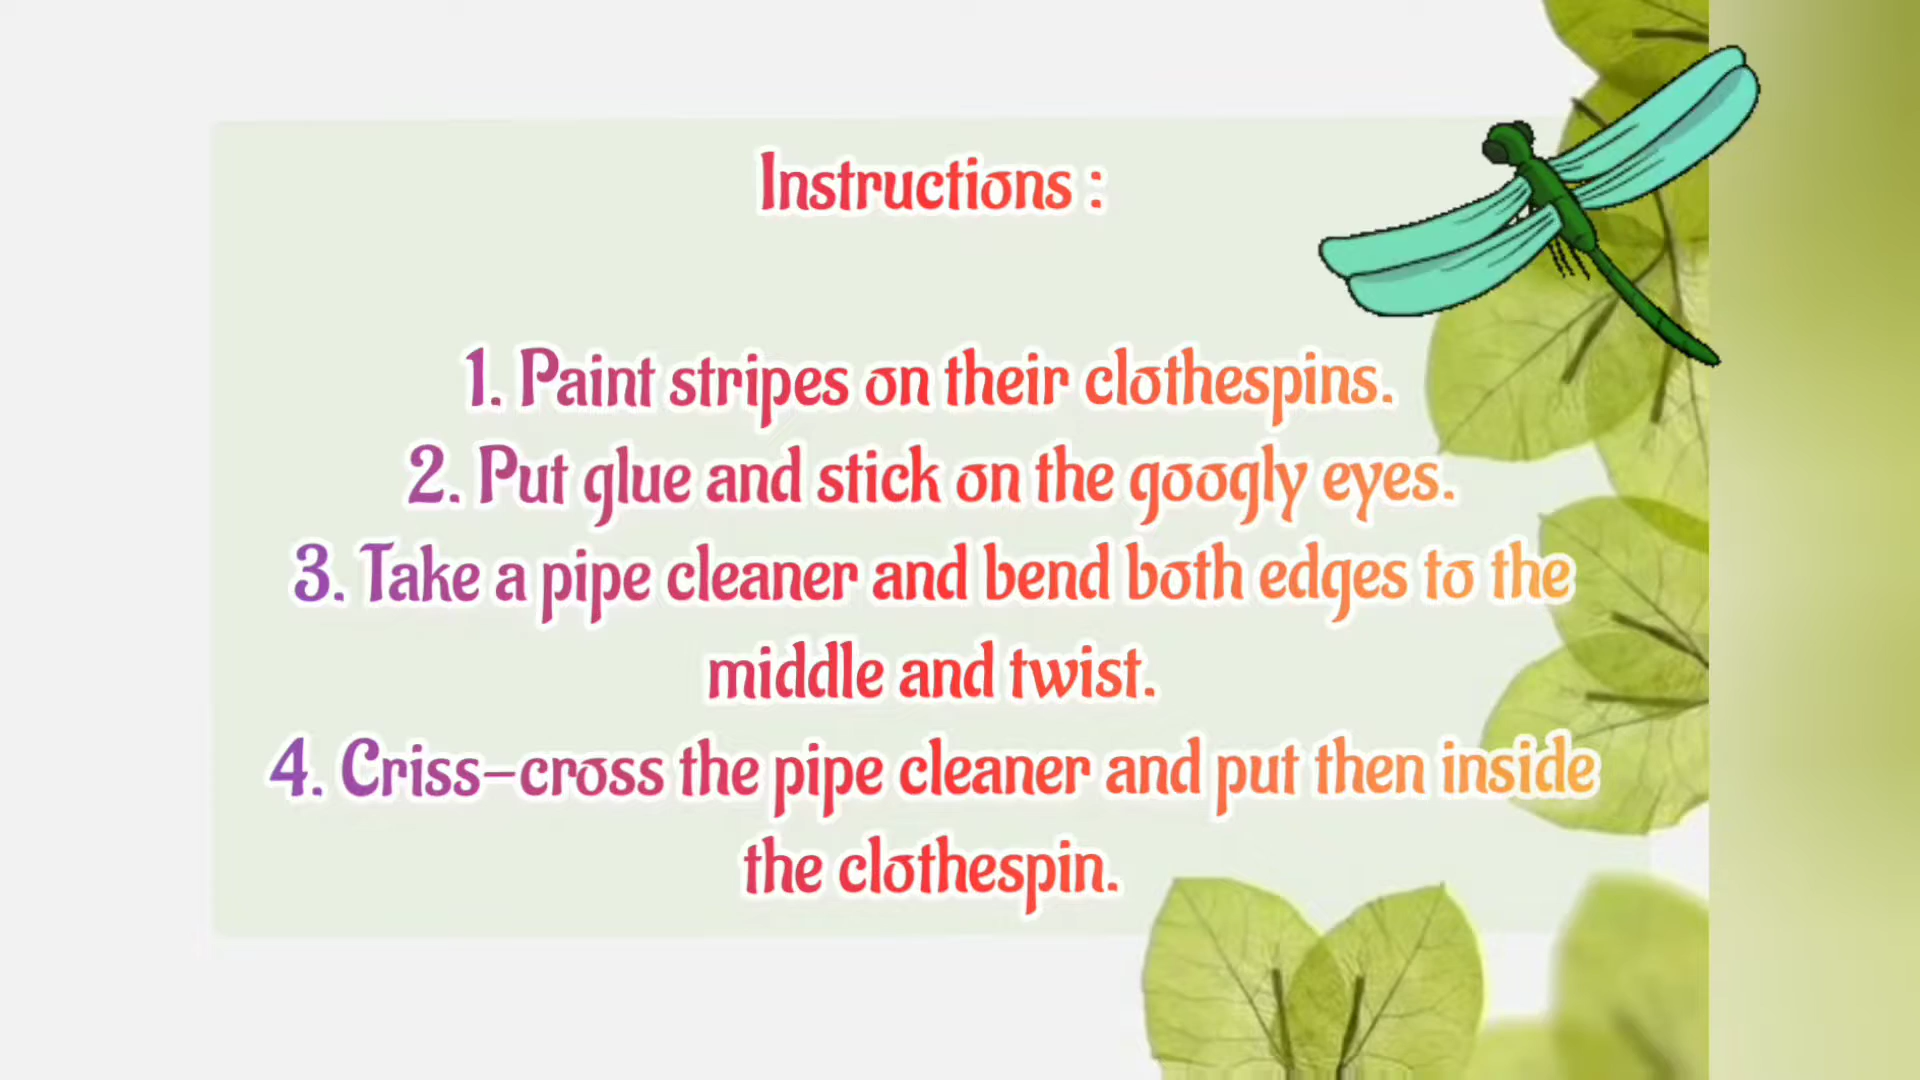 Instructions :
1. Paint stripes on their clothespins.
2. Put glue and stick on the googly eyes.
3. Take a pipe cleaner and bend both edges to the
middle and twist.
4. Criss-cross the pipe cleaner and put then inside
the clothespin.